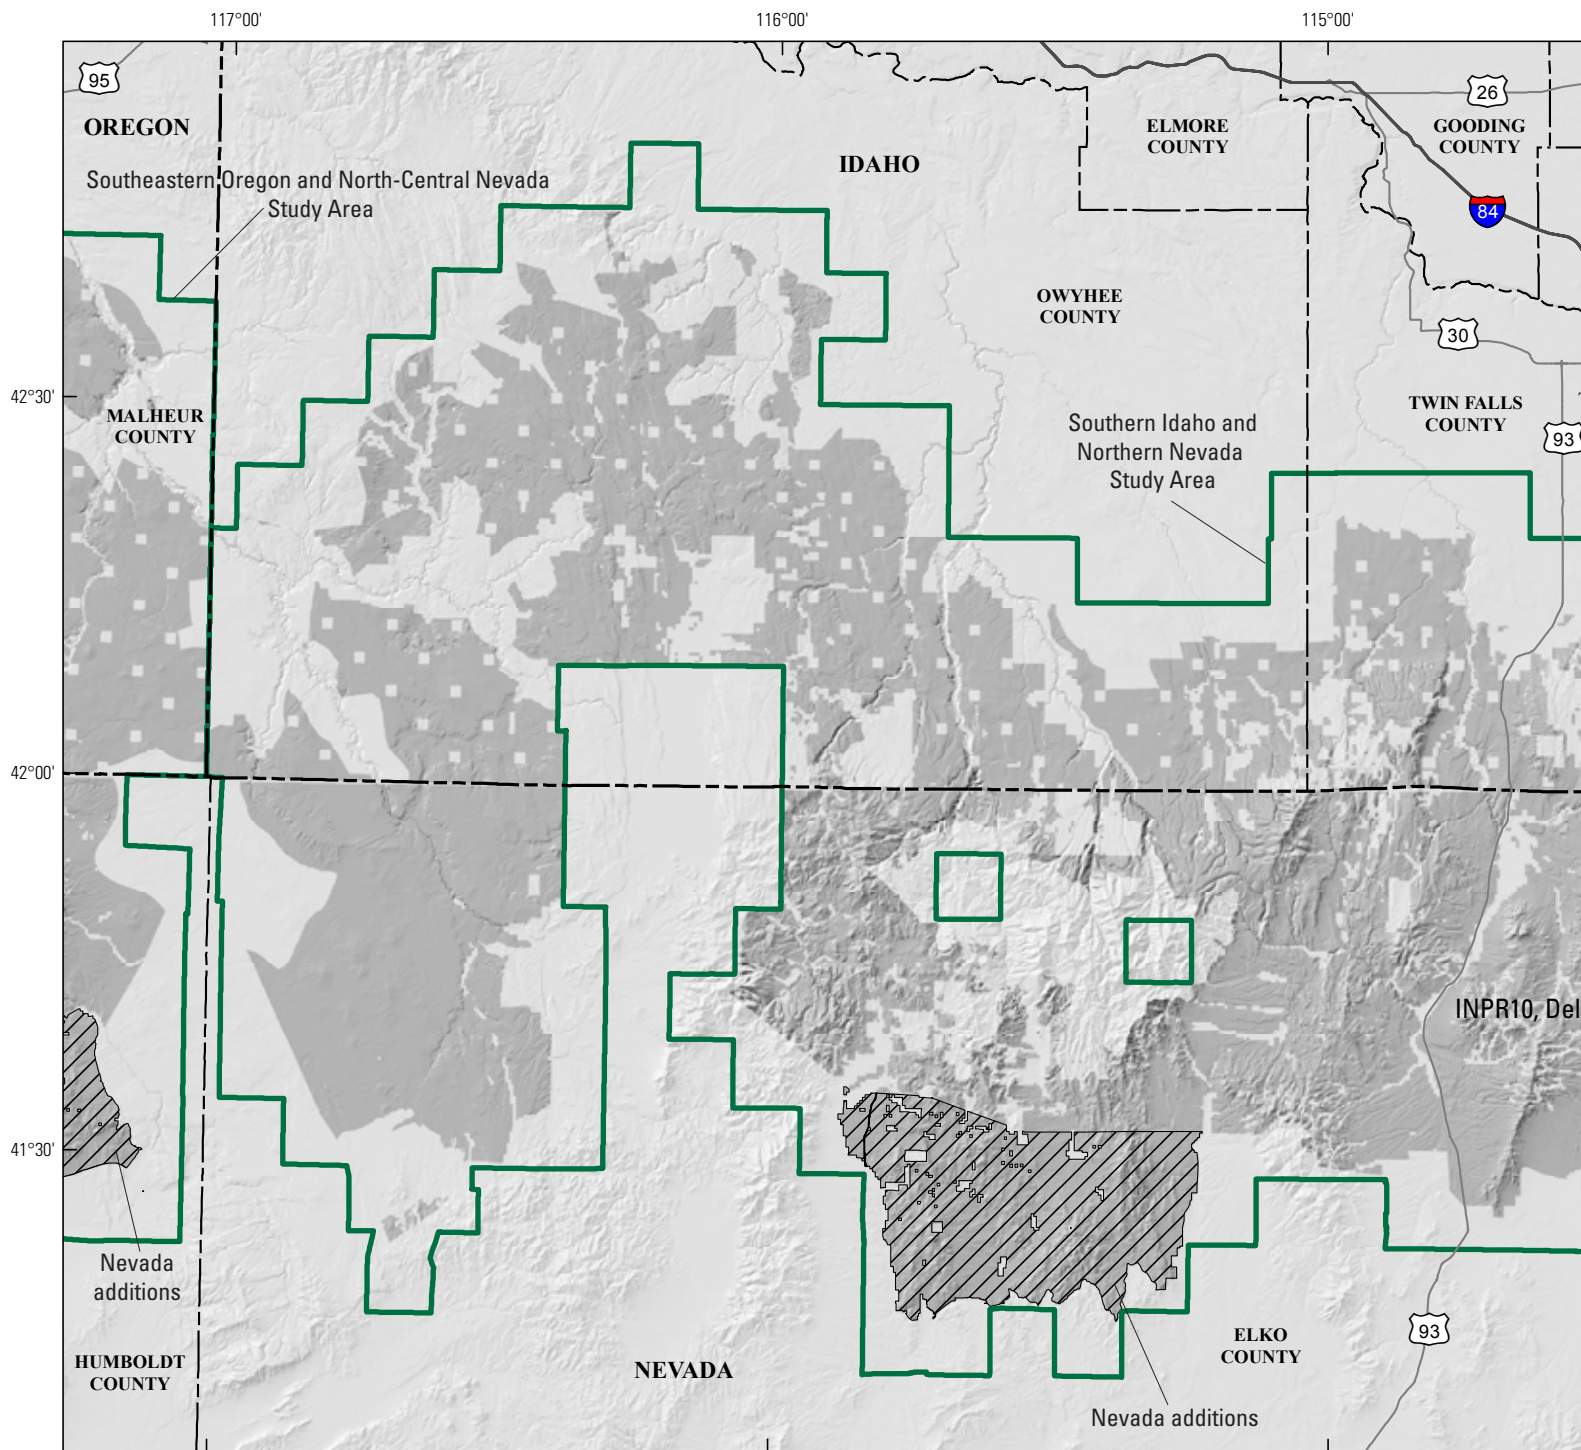 117°00'
116°00'
115°00'
95
26
OREGON
ELMORE
COUNTY
GOODING
COUNTY
IDAHO
Southeastern Oregon and North-Central Nevada
Study Area
84
OWYHEE
COUNTY
30
42°30'
MALHEUR
COUNTY
TWIN FALLS
COUNTY
Southern Idaho and
Northern Nevada
Study Area
93
42°00'
INPR10, Del
41°30'
Nevada
additions
HUMBOLDT
COUNTY
NEVADA
ELKO
COUNTY
93
Nevada additions